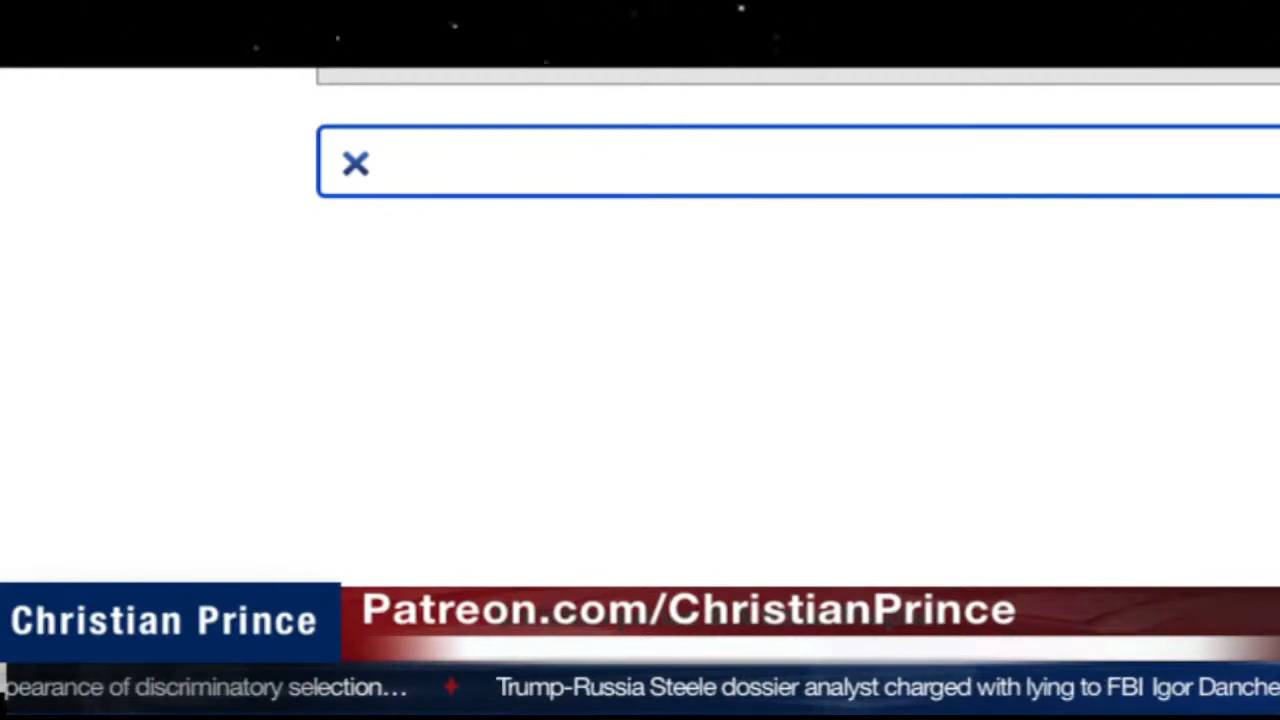 Christian Prince
Patreon.com/ChristianPrince
pearance of discriminatory selection... ♦ Trump-Russia Steele dossier analyst charged with lying to FBI Igor Danche